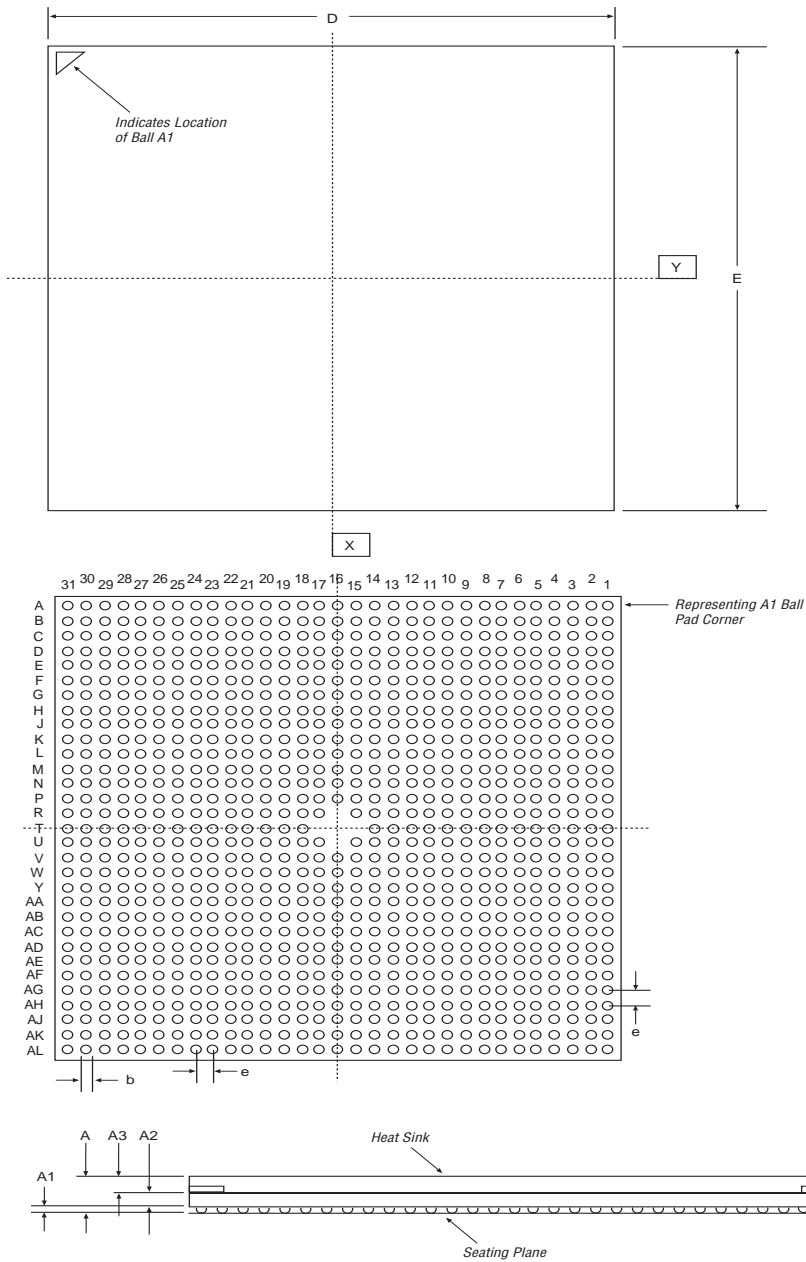 D
Indicates Location
of Ball A1
Y
E
X
31 30 29 28 27 26 25 24 23 22 21 20 19 18 17 16 15 14 13 12 11 10 9 8 7 6 5 4 3 2 1
A
Representing A1 Ball
Pad Corner
B
C
D
E
F
G
H
J
K
L
M
N
P
R
T
U
V
W
Y
AA
AB
AC
AD
AE
AF
AG
AH
e
AJ
AK
AL
b
e
A A3 A2
Heat Sink
A1
Seating Plane